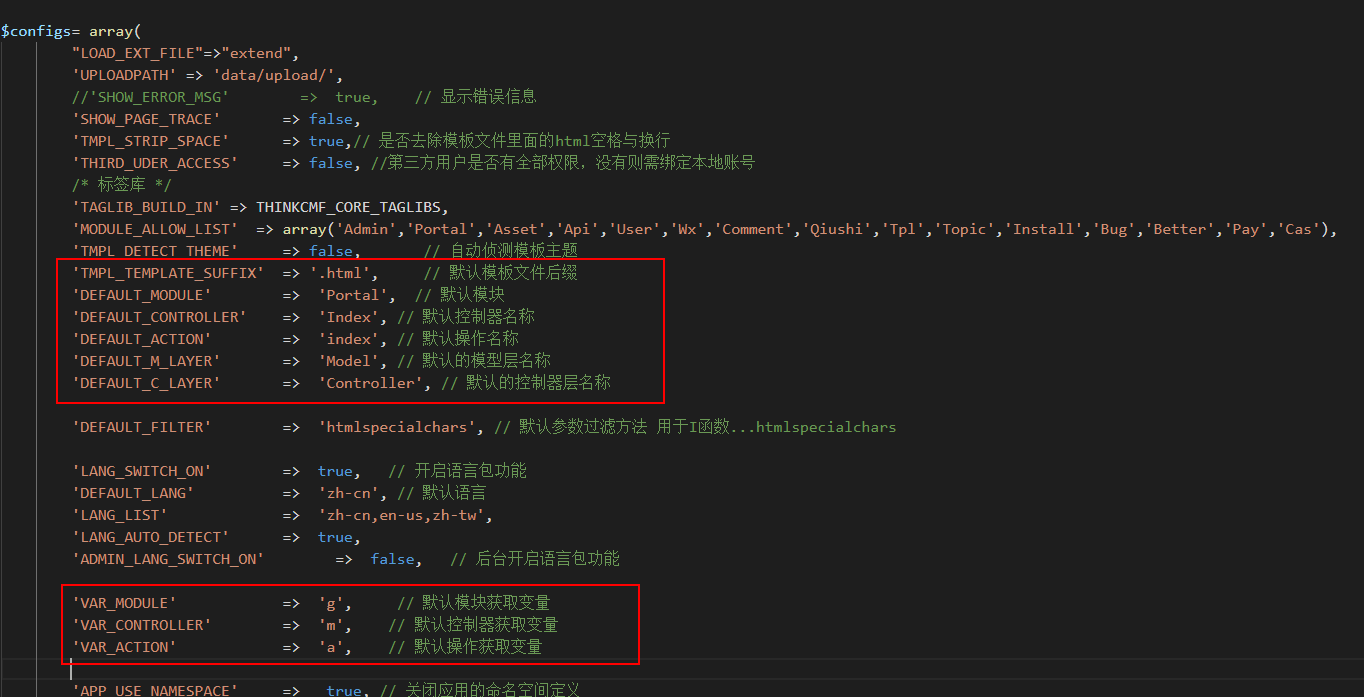 $configs= array(
"LOAD_EXT_FILE"=>"extend",
'UPLOADPATH' => 'data/upload/',
//'SHOW_ERROR_MSG'        =>  true,    // 显示错误信息
'SHOW_PAGE_TRACE'       => false,
'TMPL_STRIP_SPACE'      => true,// 是否去除模板文件里面的html空格与换行
'THIRD_UDER_ACCESS'     => false, //第三方用户是否有全部权限，没有则需绑定本地账号
/* 标签库 */
'TAGLIB_BUILD_IN' => THINKCMF_CORE_TAGLIBS,
'MODULE_ALLOW_LIST'  => array('Admin','Portal','Asset','Api','User','Wx','Comment','Qiushi','Tpl','Topic','Install','Bug','Better','Pay','Cas'),
'TMPL_DETECT_THEME'     => false,       // 自动侦测模板主题
'TMPL_TEMPLATE_SUFFIX'  => '.html',     // 默认模板文件后缀
'DEFAULT_MODULE'        =>  'Portal',  // 默认模块
'DEFAULT_CONTROLLER'    =>  'Index', // 默认控制器名称
'DEFAULT_ACTION'        =>  'index', // 默认操作名称
'DEFAULT_M_LAYER'       =>  'Model', // 默认的模型层名称
'DEFAULT_C_LAYER'       =>  'Controller', // 默认的控制器层名称
'DEFAULT_FILTER'        =>  'htmlspecialchars', // 默认参数过滤方法 用于I函数...htmlspecialchars
'LANG_SWITCH_ON'        =>  true,   // 开启语言包功能
'DEFAULT_LANG'          =>  'zh-cn', // 默认语言
'LANG_LIST'             =>  'zh-cn,en-us,zh-tw',
'LANG_AUTO_DETECT'      =>  true,
'ADMIN_LANG_SWITCH_ON'        =>  false,   // 后台开启语言包功能
'VAR_MODULE'            =>  'g',     // 默认模块获取变量
'VAR_CONTROLLER'        =>  'm',    // 默认控制器获取变量
'VAR_ACTION'            =>  'a',    // 默认操作获取变量
'APP_USE_NAMESPACE'     =>   true, // 关闭应用的命名空间定义